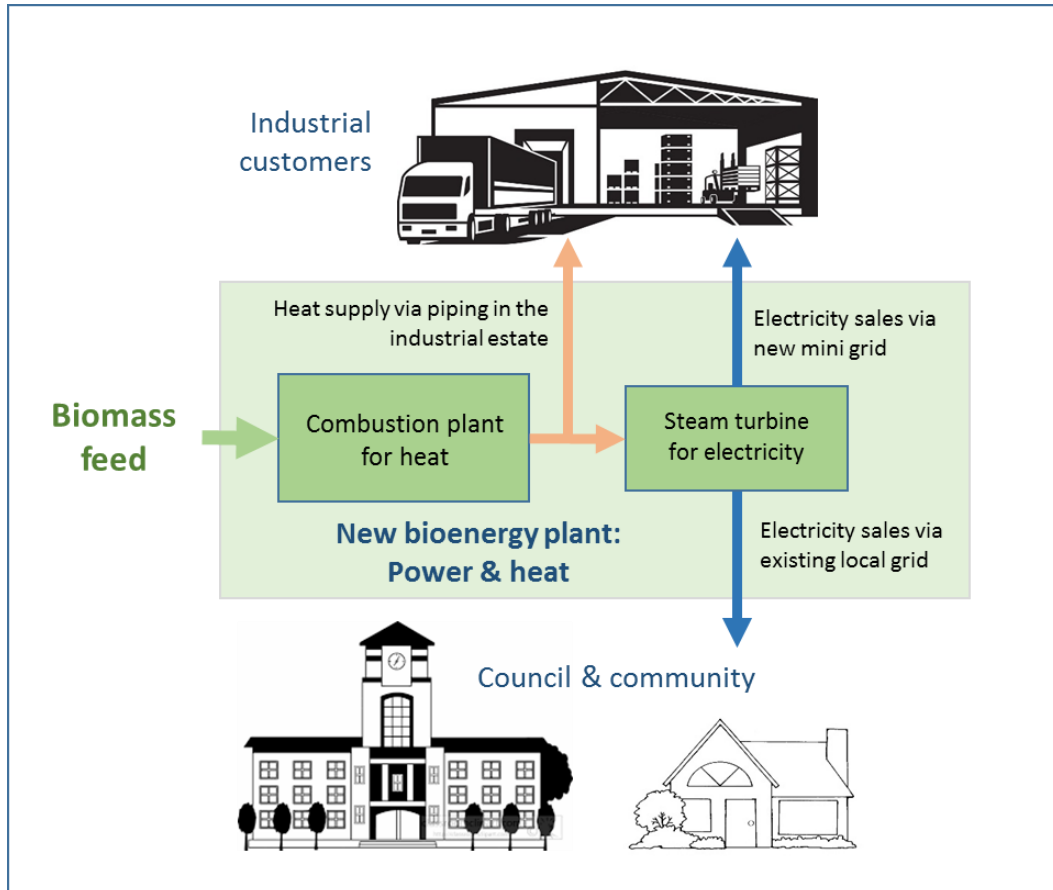 Industrial
customers
Heat supply via piping in the
industrial estate
Electricity sales via
new mini grid
Biomass
feed
Combustion plant
for heat
Steam turbine
for electricity
New bioenergy plant:
Power & heat
Electricity sales via
existing local grid
Council & community